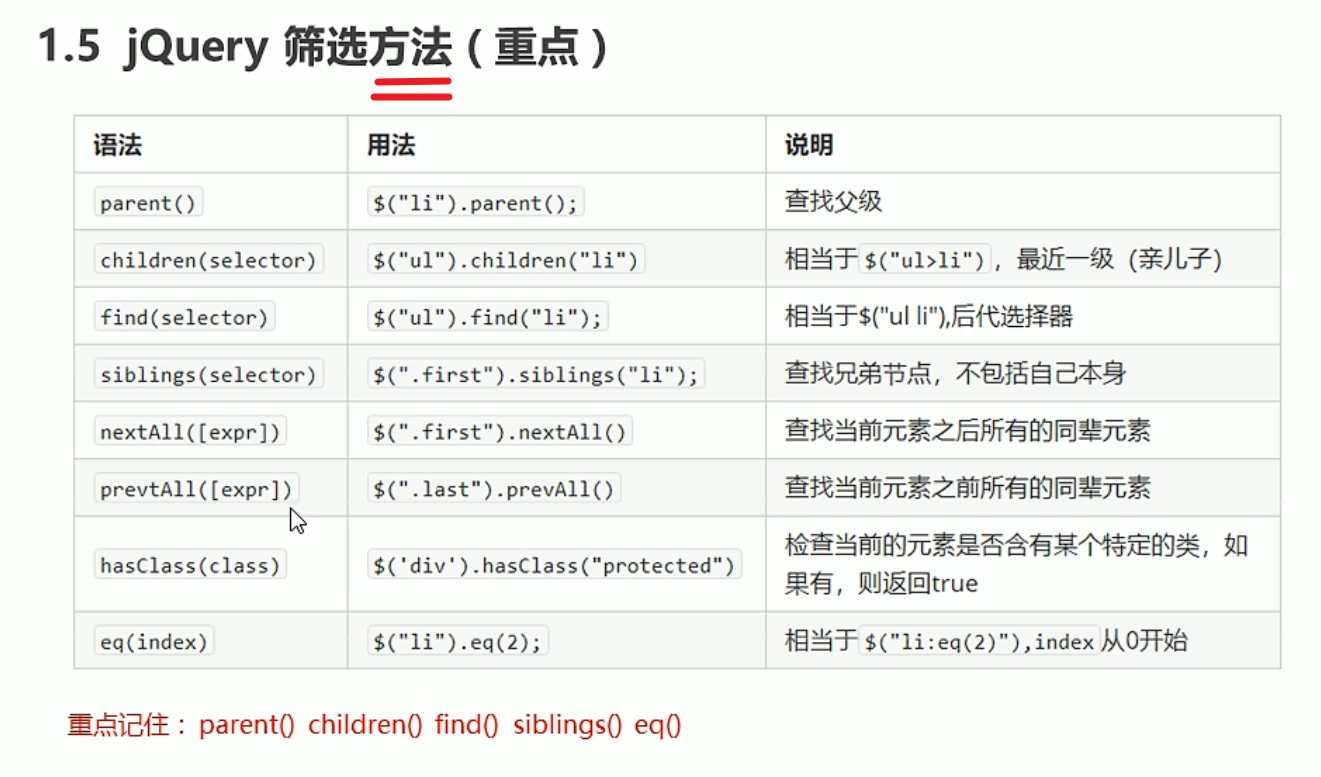 1.5 jQuery 筛选方法（重点）
语法 用法 说明
parent() $("li").parent(); 查找父级
children(selector) $("ul").children("li") 相当于$("ul>li")，最近一级（亲儿子）
find(selector) $("ul").find("li"); 相当于$("ul li"),后代选择器
siblings(selector) $(".first").siblings("li"); 查找兄弟节点，不包括自己本身
nextAll([expr]) $(".first").nextAll() 查找当前元素之后所有的同辈元素
prevtAll([expr]) $(".last").prevAll() 查找当前元素之前所有的同辈元素
hasClass(class) $('div').hasClass("protected") 检查当前的元素是否含有某个特定的类，如
果有，则返回true
eq(index) $("li").eq(2); 相当于$("li:eq(2)"),index从0开始
重点记住：parent() children() find() siblings() eq()